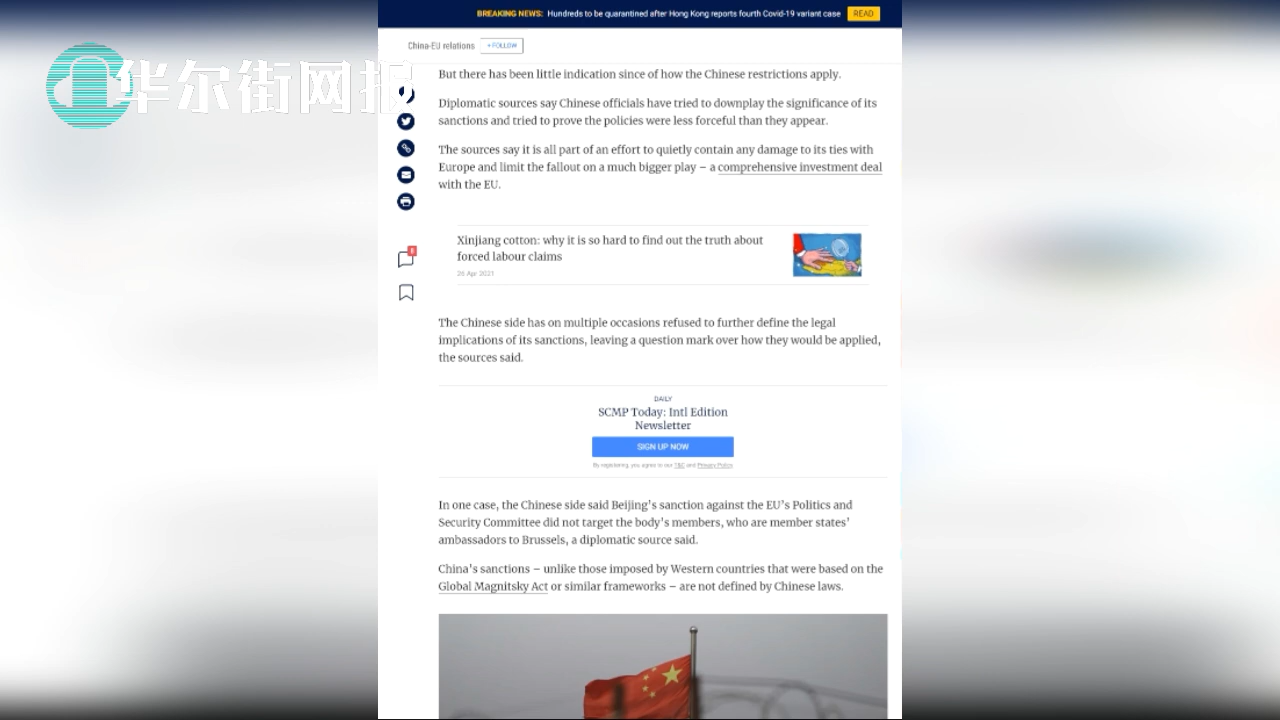 BREAKING NEWS: Hundreds to be quarantined after Hong Kong reports fourth Covid-19 variant case READ
China-EU relations + FOLLOW
华尔街网报
But there has been little indication since of how the Chinese restrictions apply.
Diplomatic sources say Chinese officials have tried to downplay the significance of its
sanctions and tried to prove the policies were less forceful than they appear.
The sources say it is all part of an effort to quietly contain any damage to its ties with
Europe and limit the fallout on a much bigger play – a comprehensive investment deal
with the EU.
Xinjiang cotton: why it is so hard to find out the truth about
forced labour claims
26 Apr 2021
8
The Chinese side has on multiple occasions refused to further define the legal
implications of its sanctions, leaving a question mark over how they would be applied,
the sources said.
DAILY
SCMP Today: Intl Edition
Newsletter
SIGN UP NOW
By registering, you agree to our T&C and Privacy Policy
In one case, the Chinese side said Beijing's sanction against the EU's Politics and
Security Committee did not target the body's members, who are member states'
ambassadors to Brussels, a diplomatic source said.
China's sanctions – unlike those imposed by Western countries that were based on the
Global Magnitsky Act or similar frameworks – are not defined by Chinese laws.